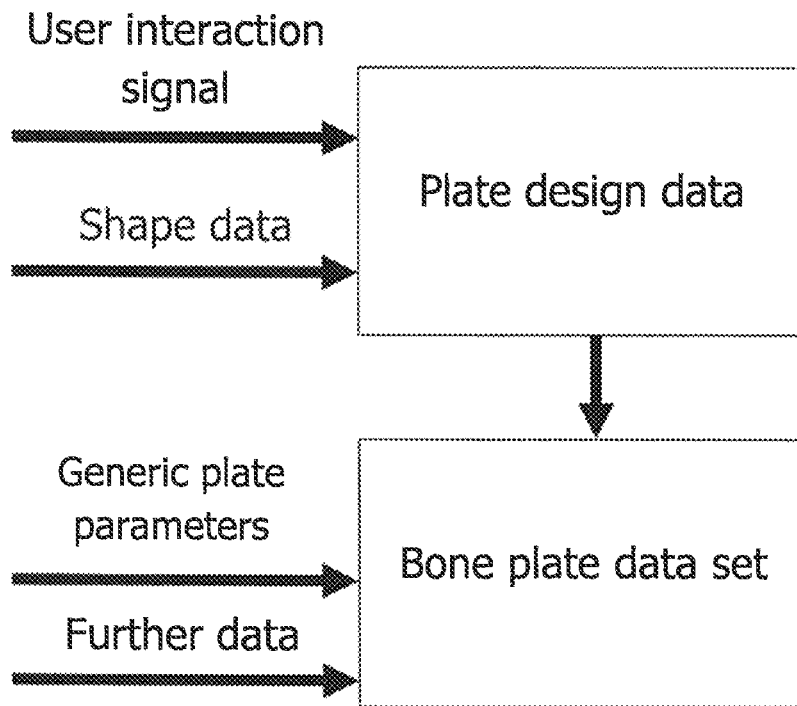 User interaction
signal
Plate design data
Shape data
Generic plate
parameters
Bone plate data set
Further data